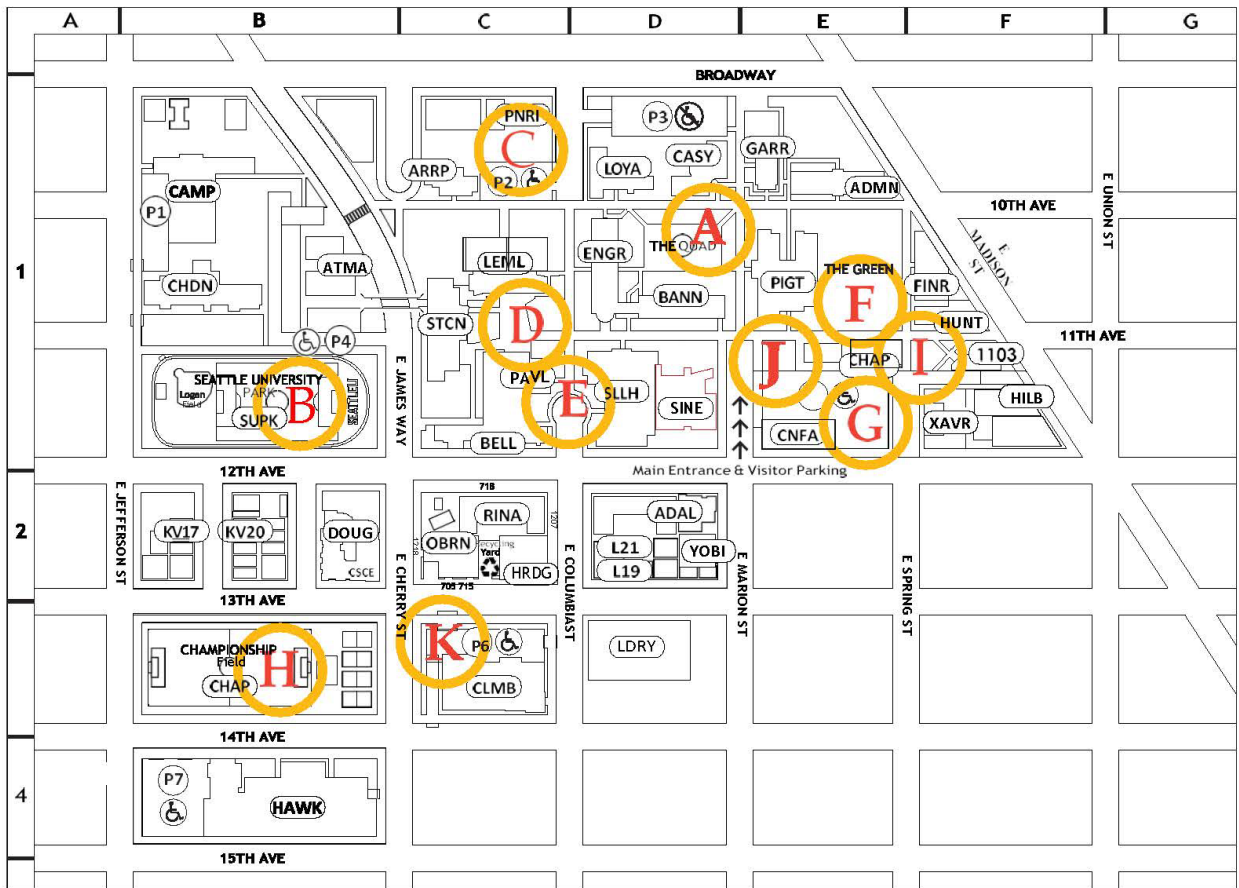 A B C D E F G
BROADWAY
PNRI
P3
C
CASY
GARR
LOYA
ARRP
P2
ADMN
CAMP
P1
10TH AVE
E UNION ST
E MADISON ST
A
THE QUAD
ENGR
LEML
ATMA
THE GREEN
1
CHDN
PIGT
FINR
BANN
F
D
STCN
HUNT
11TH AVE
P4
E JAMES WAY
J
CHAP
I
1103
SEATTLE UNIVERSITY
PARK
Logan
Field
SEATTLEU
B
SUPK
PAVL
E
SLLH
SINE
HILB
G
XAVR
CNFA
BELL
12TH AVE
Main Entrance & Visitor Parking
2
E JEFFERSON ST
KV17
KV20
DOUG
CSCE
E CHERRY ST
718
RINA
1207
OBRN
1218
Recycling
Yard
HRDG
705 715
E COLUMBIA ST
ADAL
L21
L19
YOBI
E MARION ST
E SPRING ST
13TH AVE
K
P6
CLMB
LDRY
CHAMPIONSHIP
Field
H
CHAP
14TH AVE
P7
4
HAWK
15TH AVE